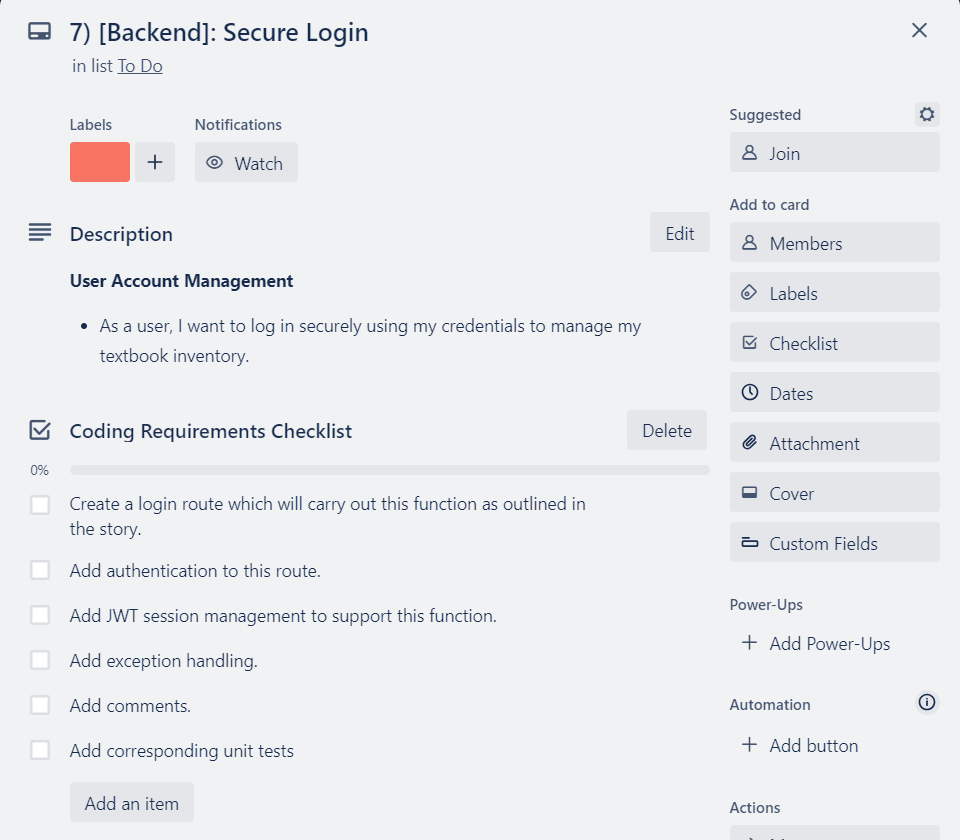 7) [Backend]: Secure Login
in list To Do
Labels
Notifications
Watch
Description
Edit
User Account Management
• As a user, I want to log in securely using my credentials to manage my
textbook inventory.
Coding Requirements Checklist
Delete
0%
Create a login route which will carry out this function as outlined in
the story.
Add authentication to this route.
Add JWT session management to support this function.
Add exception handling.
Add comments.
Add corresponding unit tests
Add an item
Suggested
Join
Add to card
Members
Labels
Checklist
Dates
Attachment
Cover
Custom Fields
Power-Ups
+ Add Power-Ups
Automation
+ Add button
Actions